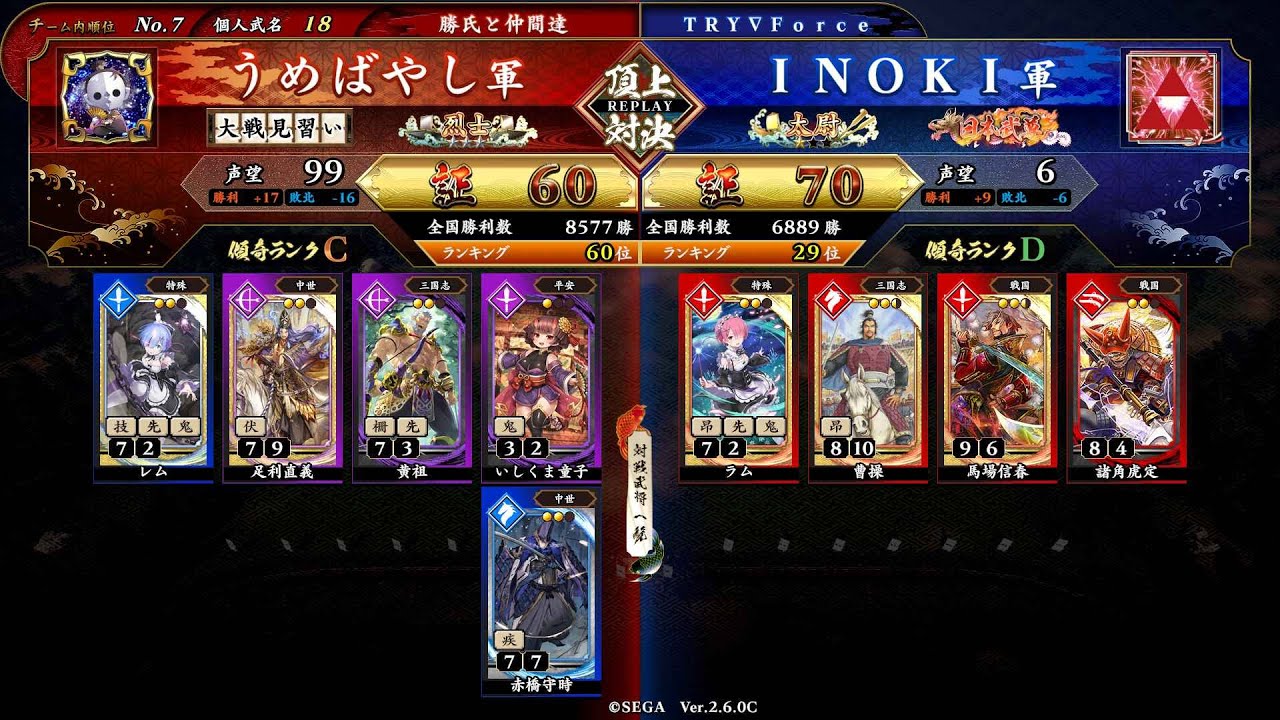 チーム内順位 No.7 個人武名 18 勝氏と仲間達 TRY∇Force
うめばやし軍 頂上 REPLAY 対決 INOKI軍
大戦見習い 烈士 太尉 日本武道
声望 99 証 60 証 70 声望 6
勝利 +17 敗北 -16 勝利 +9 敗北 -6
全国勝利数 8577勝 全国勝利数 6889勝
傾奇ランクC ランキング 60位 ランキング 29位 傾奇ランクD
特殊 中世 三国志 平安 特殊 三国志 戦国 戦国
技 先 鬼 伏 柵 先 鬼 昂 先 鬼 昂
7 2 7 9 7 3 3 2 7 2 8 10 9 6 8 4
レム 足利直義 黄祖 いしくま童子 ラム 曹操 馬場信春 諸角虎定
対戦武将一覧
中世
疾
7 7
赤橋守時
©SEGA Ver.2.6.0C